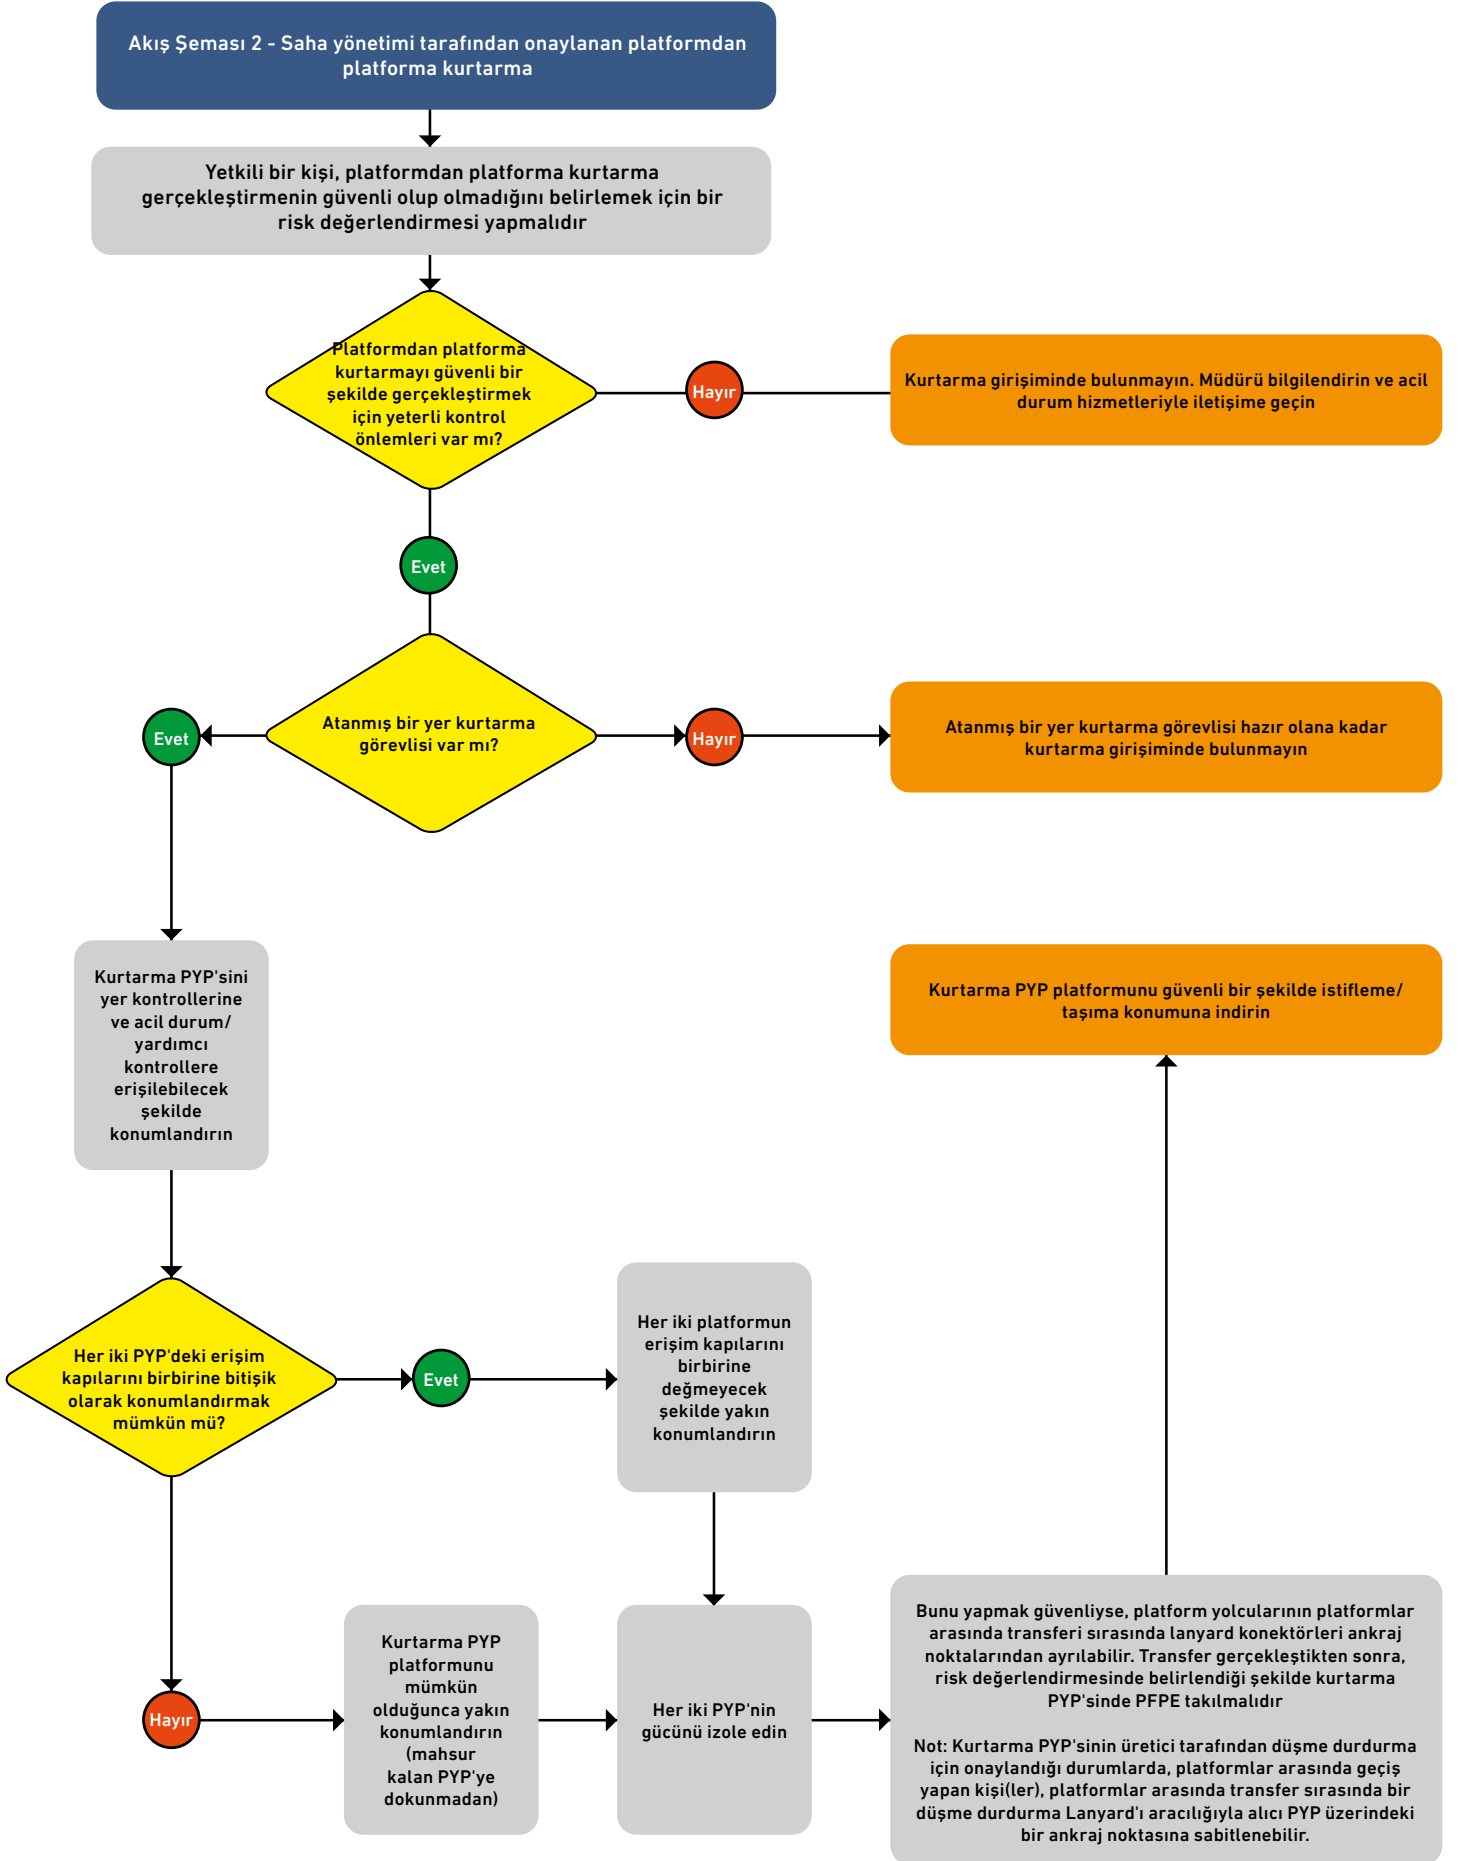 Akış Şeması 2 - Saha yönetimi tarafından onaylanan platformdan
platforma kurtarma
Yetkili bir kişi, platformdan platforma kurtarma
gerçekleştirmenin güvenli olup olmadığını belirlemek için bir
risk değerlendirmesi yapmalıdır
Platformdan platforma
kurtarmayı güvenli bir
şekilde gerçekleştirmek
için yeterli kontrol
önlemleri var mı?
Hayır
Kurtarma girişiminde bulunmayın. Müdürü bilgilendirin ve acil
durum hizmetleriyle iletişime geçin
Evet
Atanmış bir yer kurtarma
görevlisi var mı?
Evet
Hayır
Atanmış bir yer kurtarma görevlisi hazır olana kadar
kurtarma girişiminde bulunmayın
Kurtarma PYP'sini
yer kontrollerine
ve acil durum/
yardımcı
kontrollere
erişilebilecek
şekilde
konumlandırın
Kurtarma PYP platformunu güvenli bir şekilde istifleme/
taşıma konumuna indirin
Her iki PYP'deki erişim
kapılarını birbirine bitişik
olarak konumlandırmak
mümkün mü?
Evet
Her iki platformun
erişim kapılarını
birbirine
değmeyecek
şekilde yakın
konumlandırın
Hayır
Kurtarma PYP
platformunu
mümkün
olduğunca yakın
konumlandırın
(mahsur
kalan PYP'ye
dokunmadan)
Her iki PYP'nin
gücünü izole edin
Bunu yapmak güvenliyse, platform yolcularının platformlar
arasında transferi sırasında lanyard konektörleri ankraj
noktalarından ayrılabilir. Transfer gerçekleştikten sonra,
risk değerlendirmesinde belirlendiği şekilde kurtarma
PYP'sinde PFPE takılmalıdır
Not: Kurtarma PYP'sinin üretici tarafından düşme durdurma
için onaylandığı durumlarda, platformlar arasında geçiş
yapan kişi(ler), platformlar arasında transfer sırasında bir
düşme durdurma Lanyard'ı aracılığıyla alıcı PYP üzerindeki
bir ankraj noktasına sabitlenebilir.